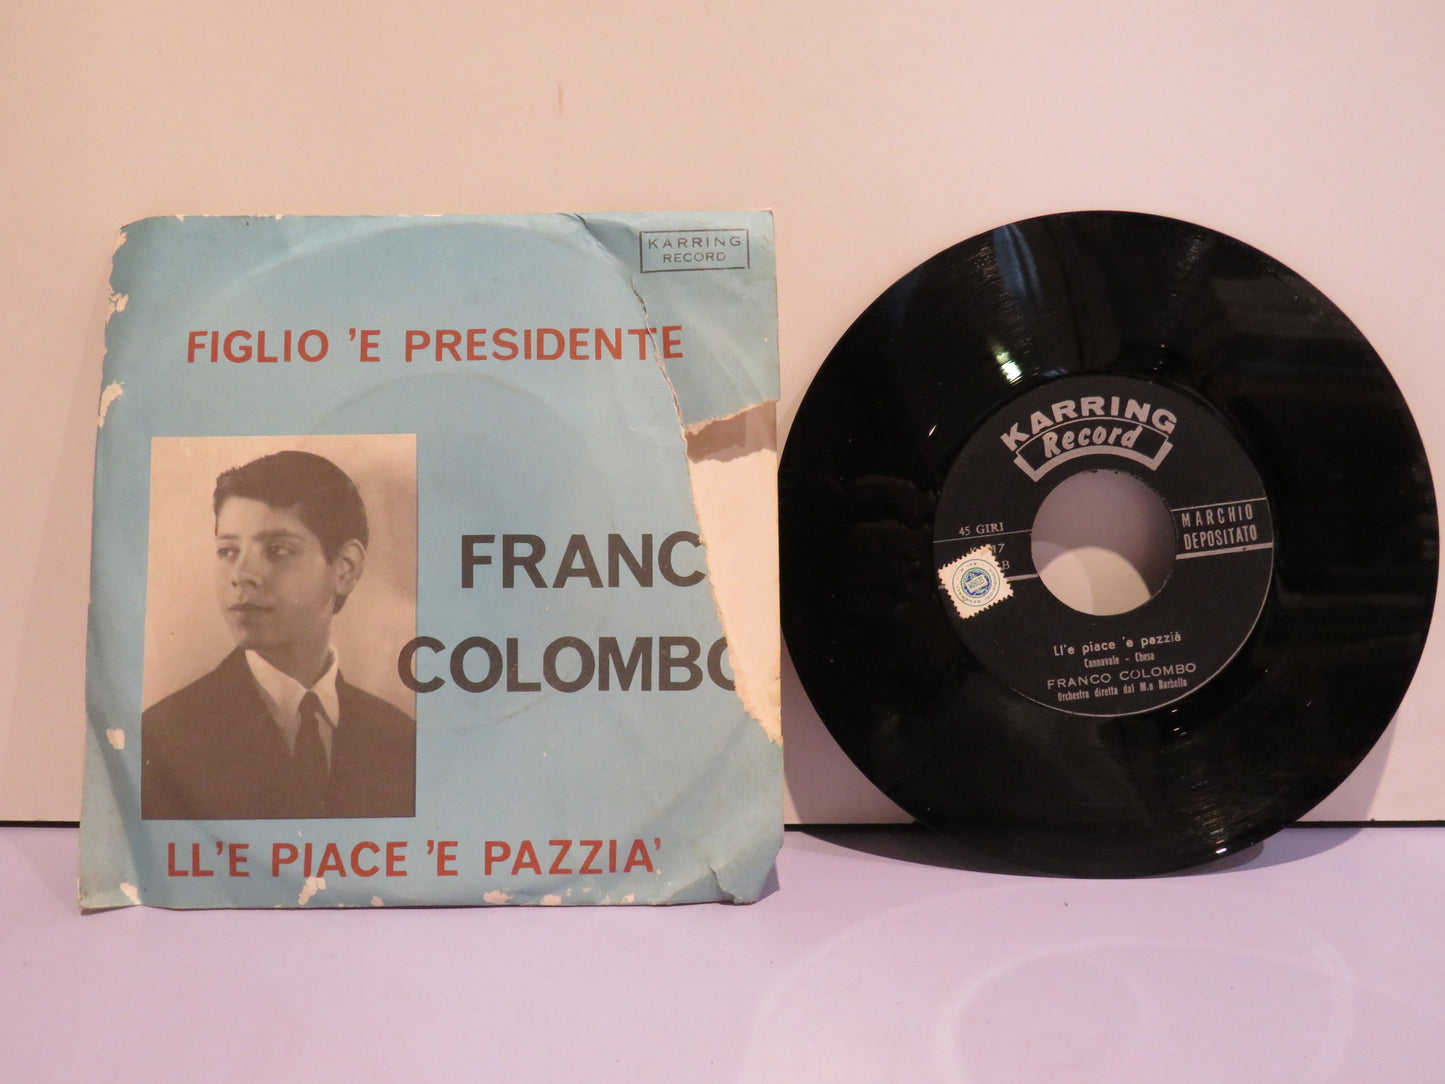 KARRING
RECORD
FIGLIO 'E PRESIDENTE
FRANC
COLOMBO
LL'E PIACE 'E PAZZIA'
KARRING
Record
45 GIRI
MARCHIO
DEPOSITATO
Ll'e piace 'e pazzià
Cannavale - Chesa
FRANCO COLOMBO
Orchestra diretta dal M.o Barbella